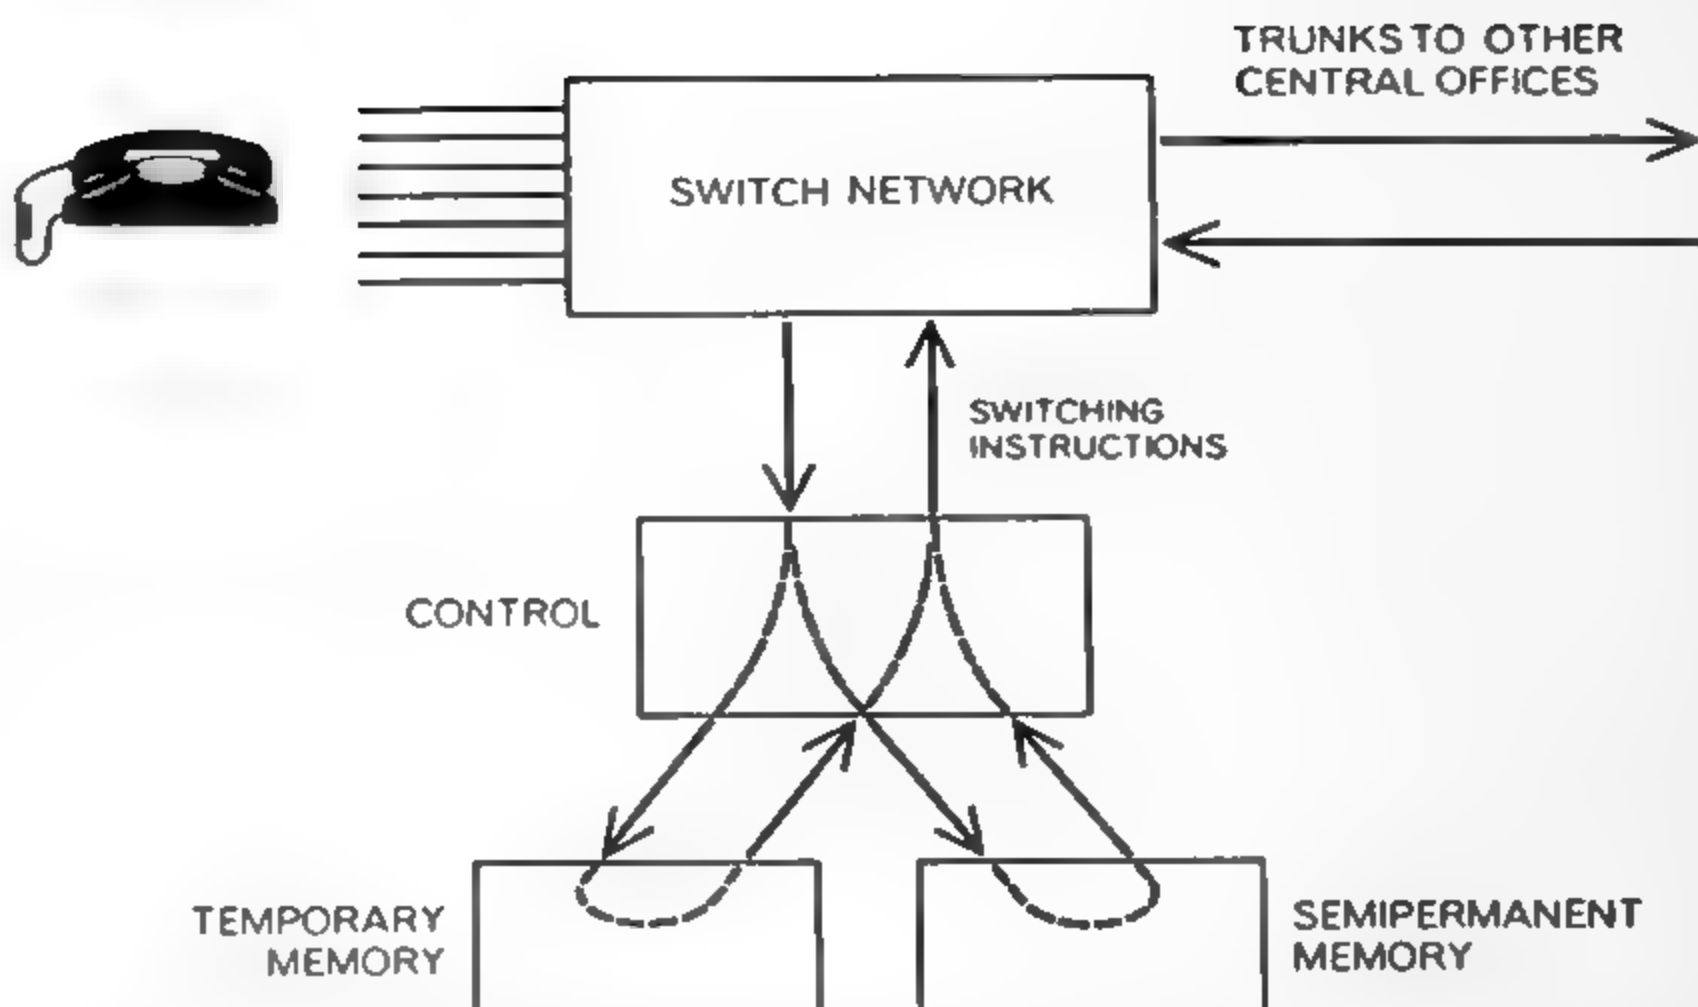 TRUNKS TO OTHER
CENTRAL OFFICES
SWITCH NETWORK
SWITCHING
INSTRUCTIONS
CONTROL
TEMPORARY
MEMORY
SEMIPERMANENT
MEMORY